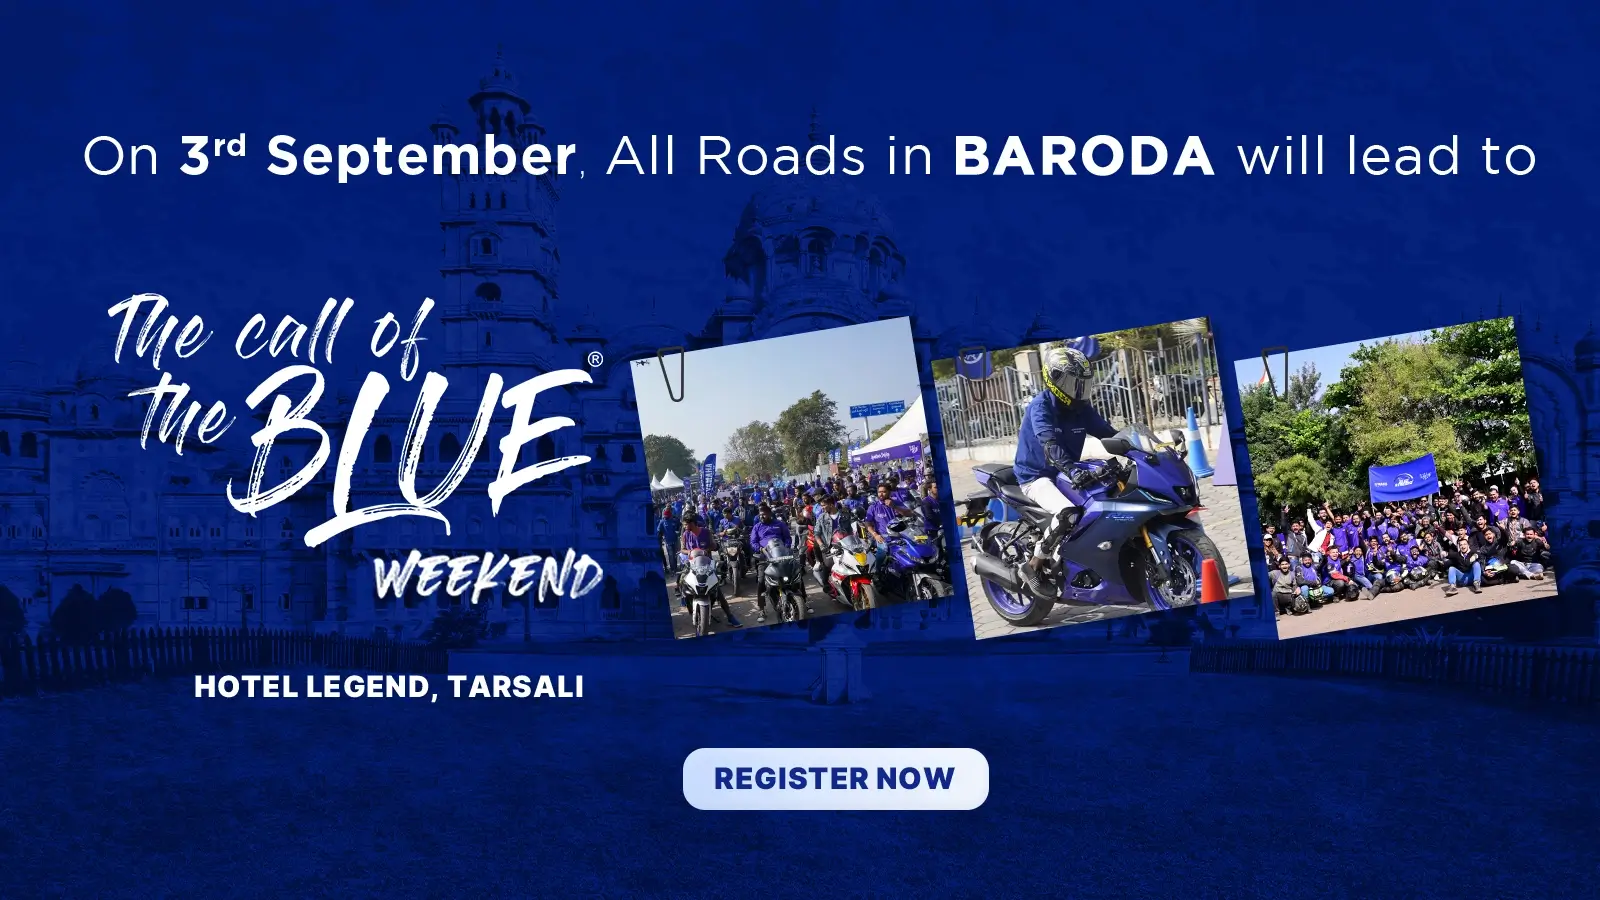 On 3rd September, All Roads in BARODA will lead to
The call of
the BLUE®
WEEKEND
HOTEL LEGEND, TARSALI
YAMAHA
REGISTER NOW